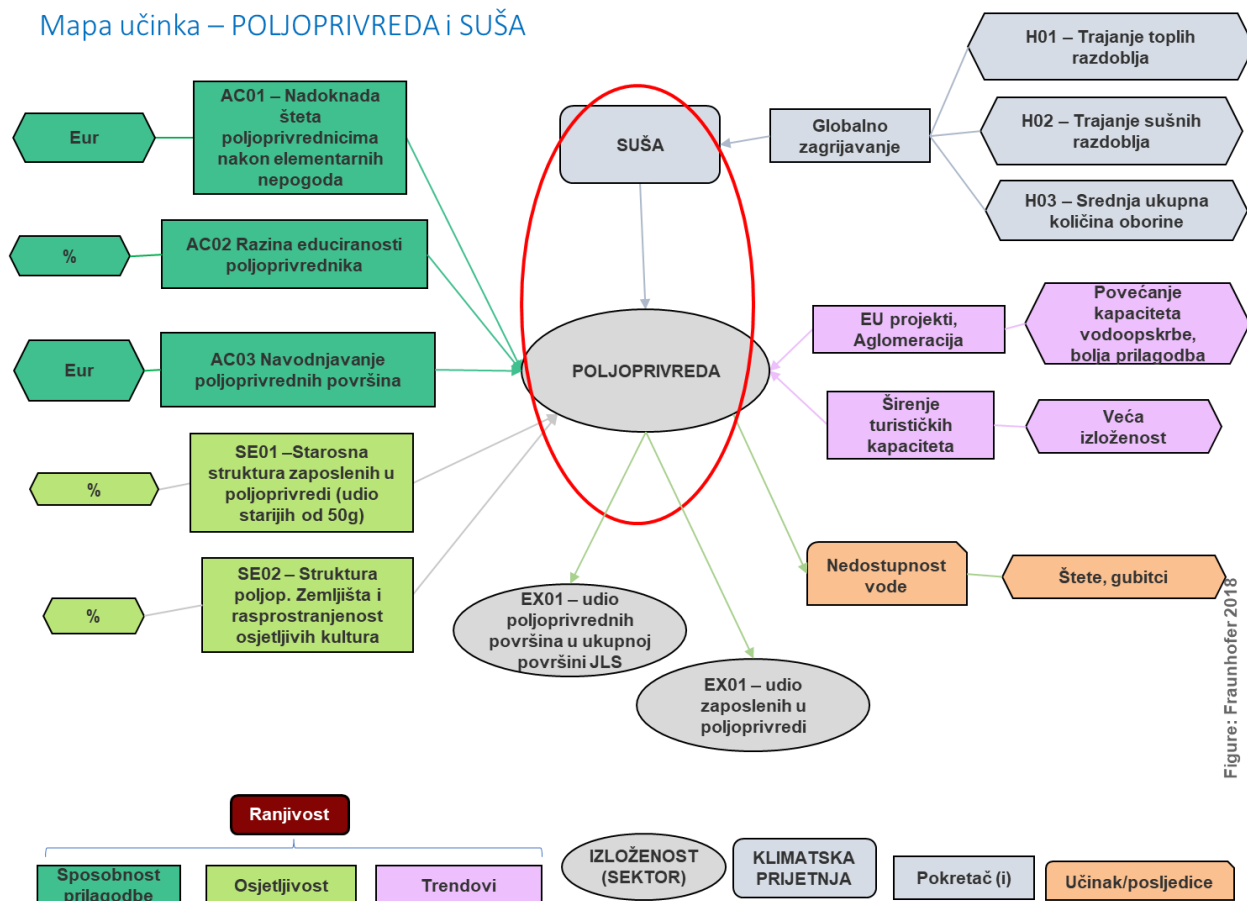 Mapa učinka – POLJOPRIVREDA i SUŠA
Eur
AC01 – Nadoknada
šteta
poljoprivrednicima
nakon elementarnih
nepogoda
%
AC02 Razina educiranosti
poljoprivrednika
Eur
AC03 Navodnjavanje
poljoprivrednih površina
%
SE01 –Starosna
struktura zaposlenih u
poljoprivredi (udio
starijih od 50g)
%
SE02 – Struktura
poljop. Zemljišta i
rasprostranjenost
osjetljivih kultura
SUŠA
POLJOPRIVREDA
Globalno
zagrijavanje
H01 – Trajanje toplih
razdoblja
H02 – Trajanje sušnih
razdoblja
H03 – Srednja ukupna
količina oborine
EU projekti,
Aglomeracija
Povećanje
kapaciteta
vodoopskrbe,
bolja prilagodba
Širenje
turističkih
kapaciteta
Veća
izloženost
Nedostupnost
vode
Štete, gubitci
EX01 – udio
poljoprivrednih
površina u ukupnoj
površini JLS
EX01 – udio
zaposlenih u
poljoprivredi
Figure: Fraunhofer 2018
Ranjivost
Sposobnost
prilagodbe
Osjetljivost
Trendovi
IZLOŽENOST
(SEKTOR)
KLIMATSKA
PRIJETNJA
Pokretač (i)
Učinak/posljedice